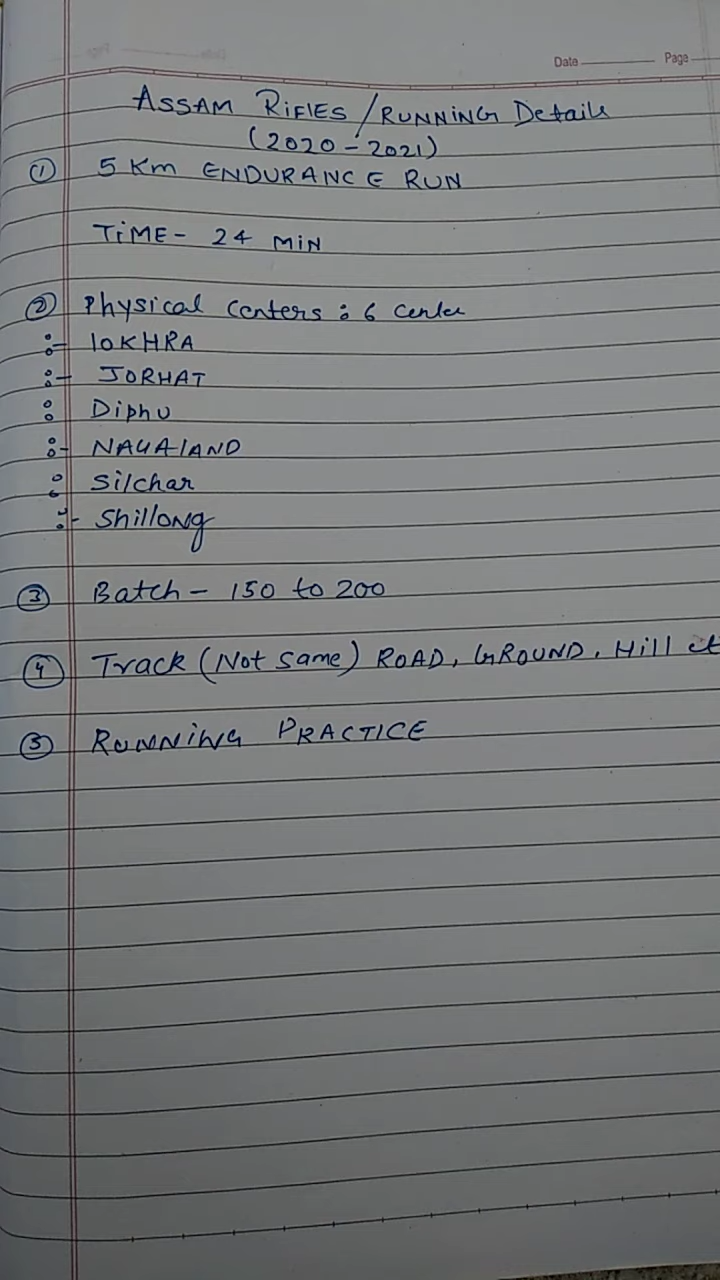 Date Page
ASSAM RIFLES / RUNNING Details
(2020-2021)
① 5 Km ENDURANCE RUN
TiME - 24 MiN
② Physical Centers : 6 Center
:- lOKHRA
:- JORHAT
: Diphu
:- NAGAlAND
: Silchar
:- Shillong
③ Batch - 150 to 200
④ Track (Not same) ROAD, GROUND, Hill et
⑤ RUNNiNG PRACTICE